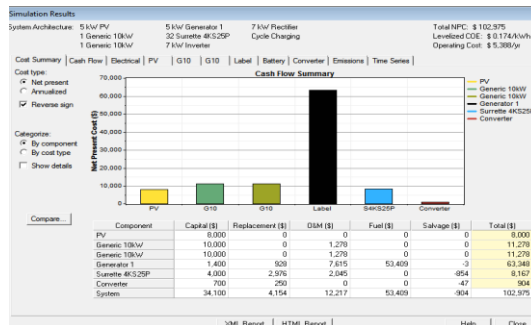 Simulation Results
System Architecture: 5 kW PV 5 kW Generator 1 7 kW Rectifier Total NPC: $ 102,975
1 Generic 10kW 32 Surrette 4KS25P Cycle Charging Levelized COE: $ 0.174/kWh
1 Generic 10kW 7 kW Inverter Operating Cost: $ 5,388/yr
Cost Summary Cash Flow Electrical PV G10 G10 Label Battery Converter Emissions Time Series
Cost type:
Net present
Annualized
Reverse sign
Categorize:
By component
By cost type
Show details
Compare...
Cash Flow Summary
Net Present Cost ($)
70,000
60,000
50,000
40,000
30,000
20,000
10,000
0
PV G10 G10 Label S4KS25P Converter
PV
Generic 10kW
Generic 10kW
Generator 1
Surrette 4KS25P
Converter
Component Capital ($) Replacement ($) O&M ($) Fuel ($) Salvage ($) Total ($)
PV 8,000 0 0 0 0 8,000
Generic 10kW 10,000 0 1,278 0 0 11,278
Generic 10kW 10,000 0 1,278 0 0 11,278
Generator 1 1,400 928 7,615 53,409 -3 63,348
Surrette 4KS25P 4,000 2,976 2,045 0 -854 8,167
Converter 700 250 0 0 -47 904
System 34,100 4,154 12,217 53,409 -904 102,975
XML Report HTML Report Help Close